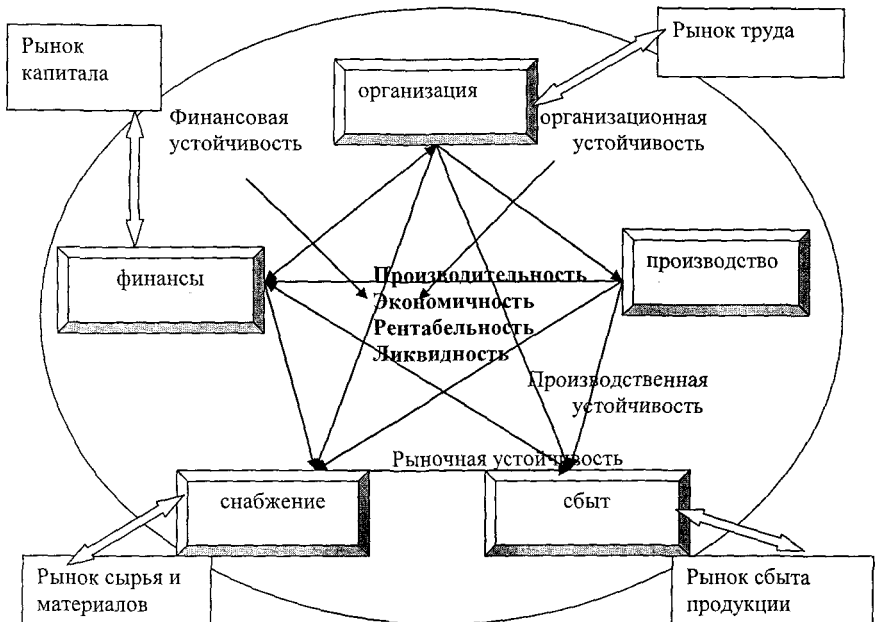 Рынок
капитала
Рынок труда
организация
Финансовая
устойчивость
организационная
устойчивость
финансы
производство
Производительность
Экономичность
Рентабельность
Ликвидность
Производственная
устойчивость
Рыночная устойчивость
снабжение
сбыт
Рынок сырья и
материалов
Рынок сбыта
продукции